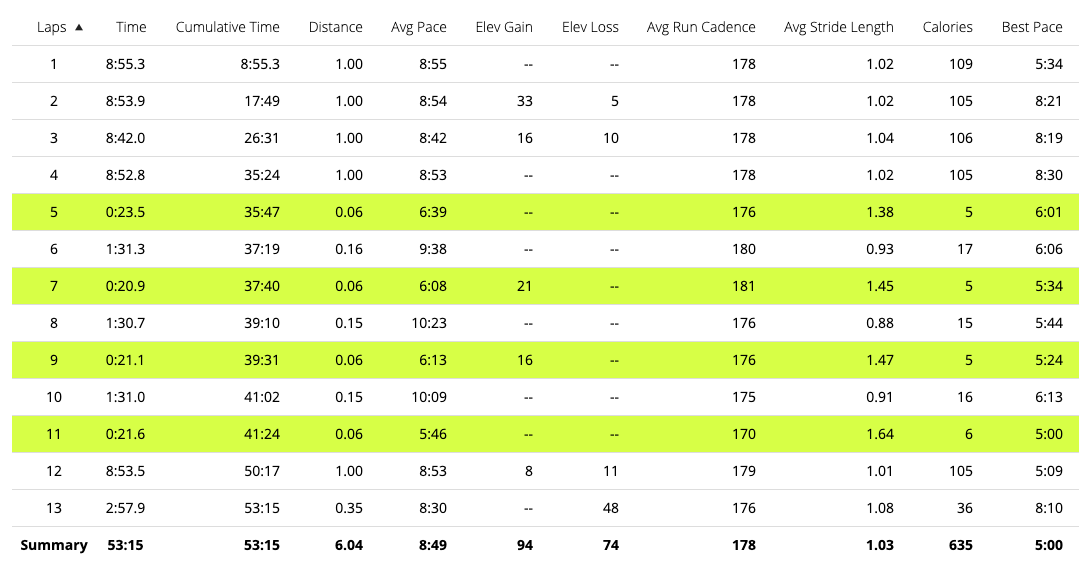 Laps ▲ Time Cumulative Time Distance Avg Pace Elev Gain Elev Loss Avg Run Cadence Avg Stride Length Calories Best Pace
1 8:55.3 8:55.3 1.00 8:55 -- -- 178 1.02 109 5:34
2 8:53.9 17:49 1.00 8:54 33 5 178 1.02 105 8:21
3 8:42.0 26:31 1.00 8:42 16 10 178 1.04 106 8:19
4 8:52.8 35:24 1.00 8:53 -- -- 178 1.02 105 8:30
5 0:23.5 35:47 0.06 6:39 -- -- 176 1.38 5 6:01
6 1:31.3 37:19 0.16 9:38 -- -- 180 0.93 17 6:06
7 0:20.9 37:40 0.06 6:08 21 -- 181 1.45 5 5:34
8 1:30.7 39:10 0.15 10:23 -- -- 176 0.88 15 5:44
9 0:21.1 39:31 0.06 6:13 16 -- 176 1.47 5 5:24
10 1:31.0 41:02 0.15 10:09 -- -- 175 0.91 16 6:13
11 0:21.6 41:24 0.06 5:46 -- -- 170 1.64 6 5:00
12 8:53.5 50:17 1.00 8:53 8 11 179 1.01 105 5:09
13 2:57.9 53:15 0.35 8:30 -- 48 176 1.08 36 8:10
Summary 53:15 53:15 6.04 8:49 94 74 178 1.03 635 5:00